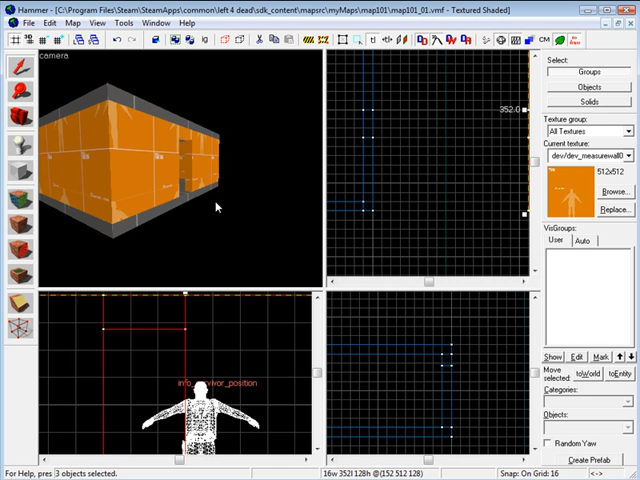 Hammer - [C:\Program Files\Steam\SteamApps\common\left 4 dead\sdk_content\mapsrc\myMaps\map101\map101_01.vmf - Textured Shaded]
File Edit Map View Tools Instancing Window Help
camera
352.0
info_survivor_position
Select:
Groups
Objects
Solids
Texture group:
All Textures
Current texture:
dev/dev_measurewall0
512x512
Browse...
Replace...
VisGroups:
User Auto
Show Edit Mark
Move selected: toWorld toEntity
Categories:
Objects:
Random Yaw
Create Prefab
For Help, pres 3 objects selected. 16w 352l 128h @(152 512 128) Snap: On Grid: 16 <->